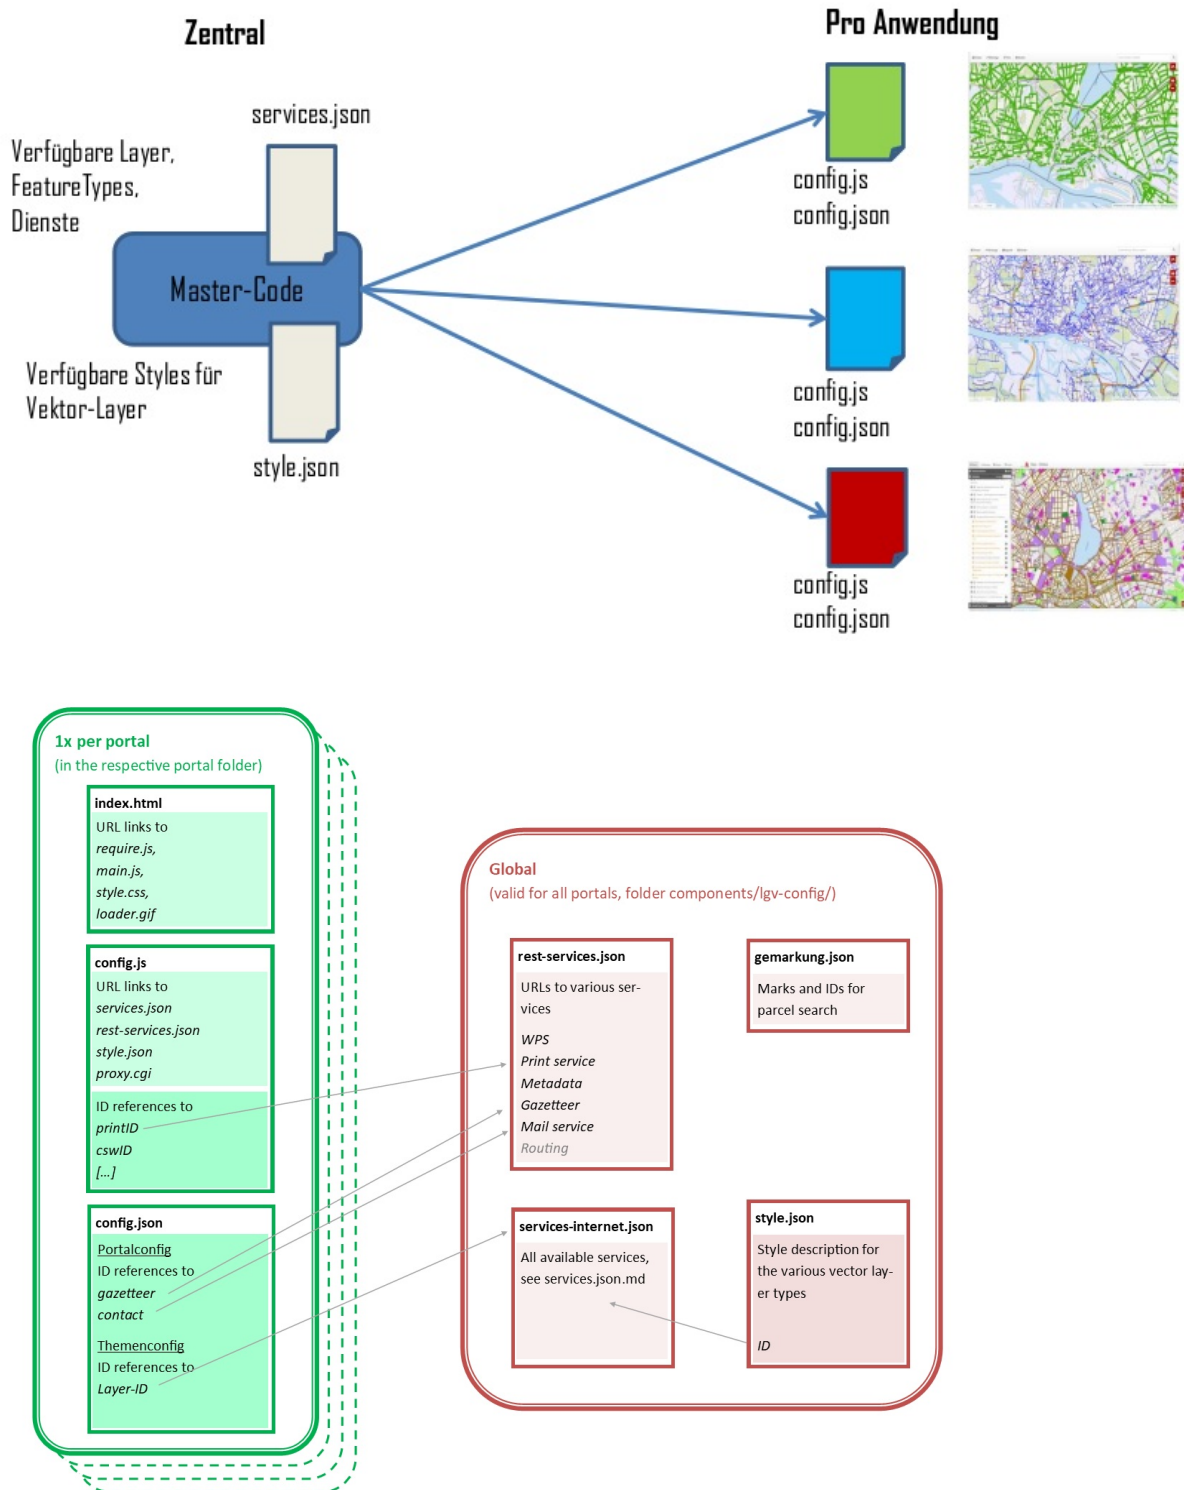 Zentral
Pro Anwendung
services.json
Verfügbare Layer,
FeatureTypes,
Dienste
Master-Code
Verfügbare Styles für
Vektor-Layer
style.json
config.js
config.json
config.js
config.json
config.js
config.json
1x per portal
(in the respective portal folder)
index.html
URL links to
require.js,
main.js,
style.css,
loader.gif
config.js
URL links to
services.json
rest-services.json
style.json
proxy.cgi
ID references to
printID
cswID
[...]
config.json
Portalconfig
ID references to
gazetteer
contact
Themenconfig
ID references to
Layer-ID
Global
(valid for all portals, folder components/lgv-config/)
rest-services.json
URLs to various ser-
vices
WPS
Print service
Metadata
Gazetteer
Mail service
Routing
gemarkung.json
Marks and IDs for
parcel search
services-internet.json
All available services,
see services.json.md
style.json
Style description for
the various vector lay-
er types
ID